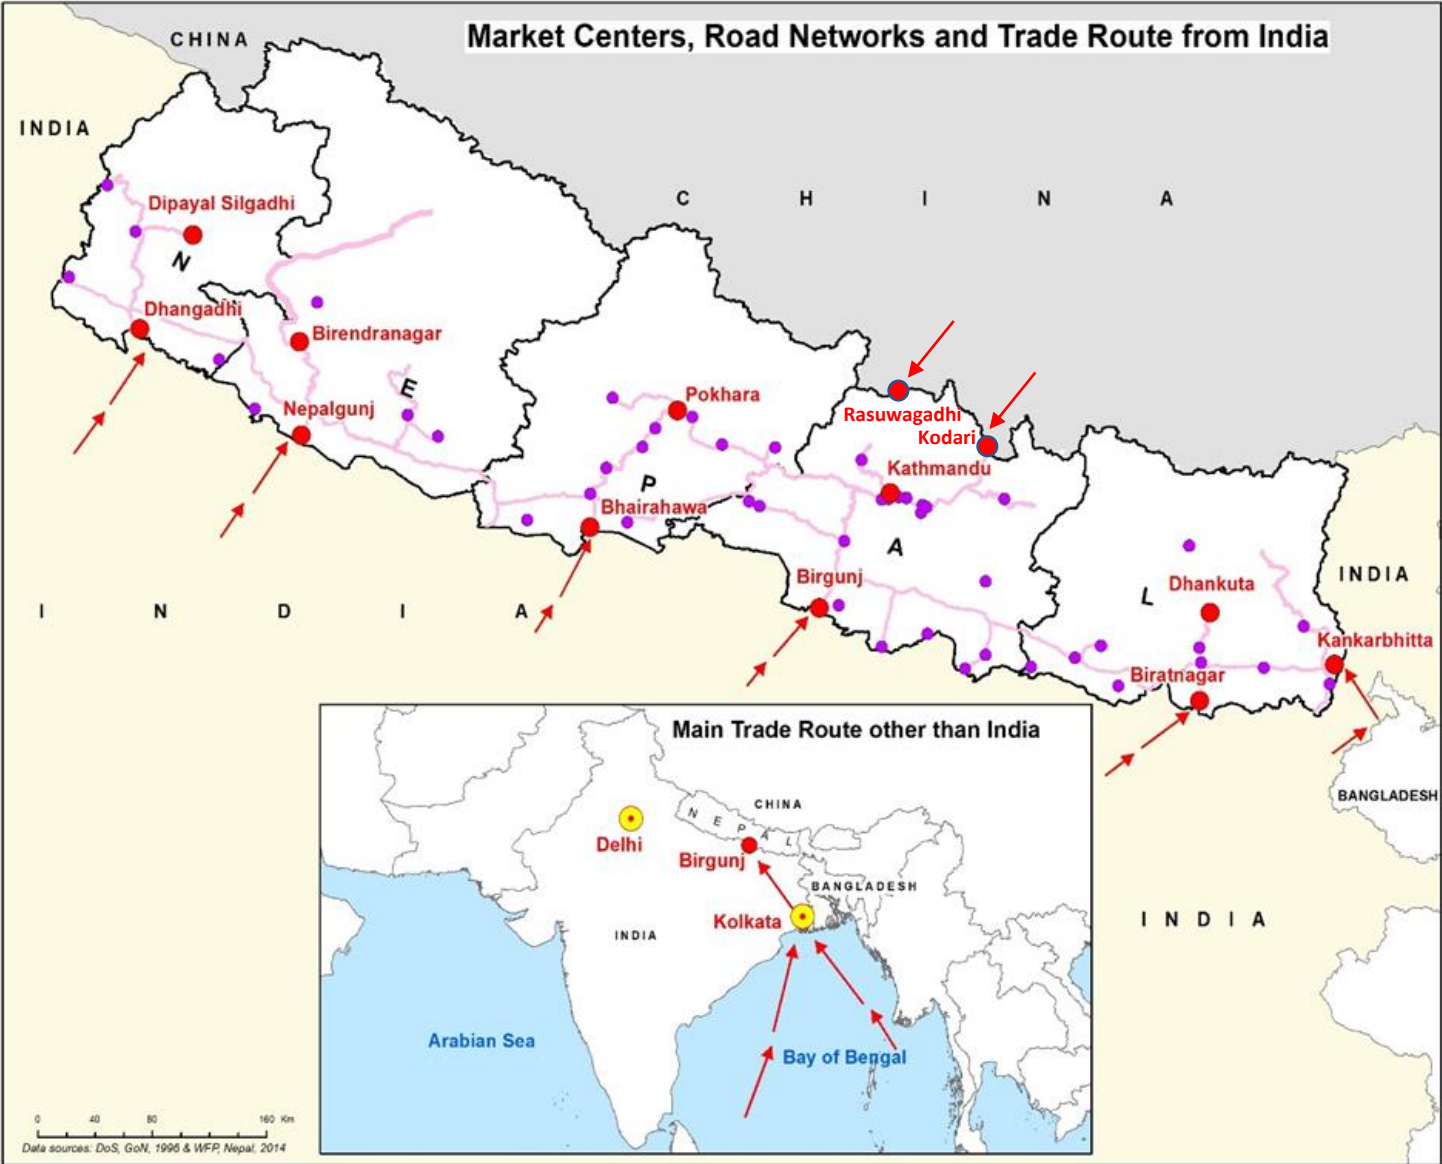 Market Centers, Road Networks and Trade Route from India
CHINA
INDIA
C H I N A
Dipayal Silgadhi
N
Dhangadhi
Birendranagar
E
Nepalgunj
Pokhara
Rasuwagadhi
Kodari
Kathmandu
P
Bhairahawa
A
Birgunj
L
Dhankuta
INDIA
I N D I A
Kankarbhitta
Biratnagar
BANGLADESH
I N D I A
Main Trade Route other than India
CHINA
N E P A L
Delhi
Birgunj
BANGLADESH
Kolkata
INDIA
Arabian Sea
Bay of Bengal
0 40 80 160 Km
Data sources: DoS, GoN, 1996 & WFP, Nepal, 2014